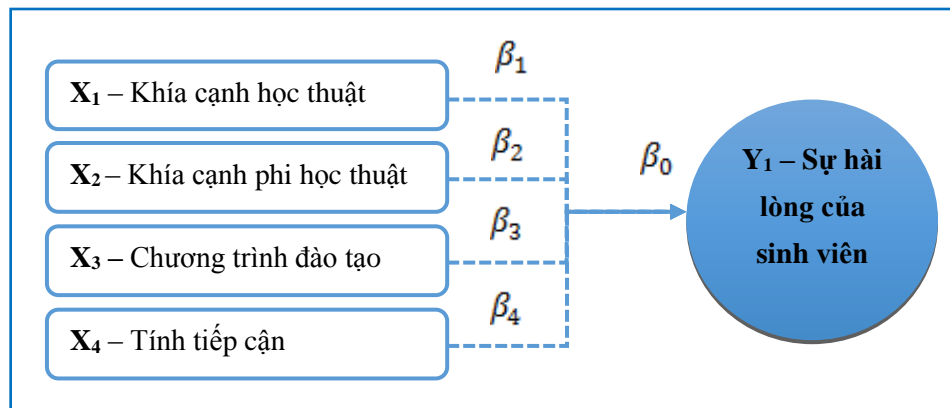 β₁
X₁ – Khía cạnh học thuật
β₂
X₂ – Khía cạnh phi học thuật
β₃
X₃ – Chương trình đào tạo
β₄
X₄ – Tính tiếp cận
β₀
Y₁ – Sự hài
lòng của
sinh viên